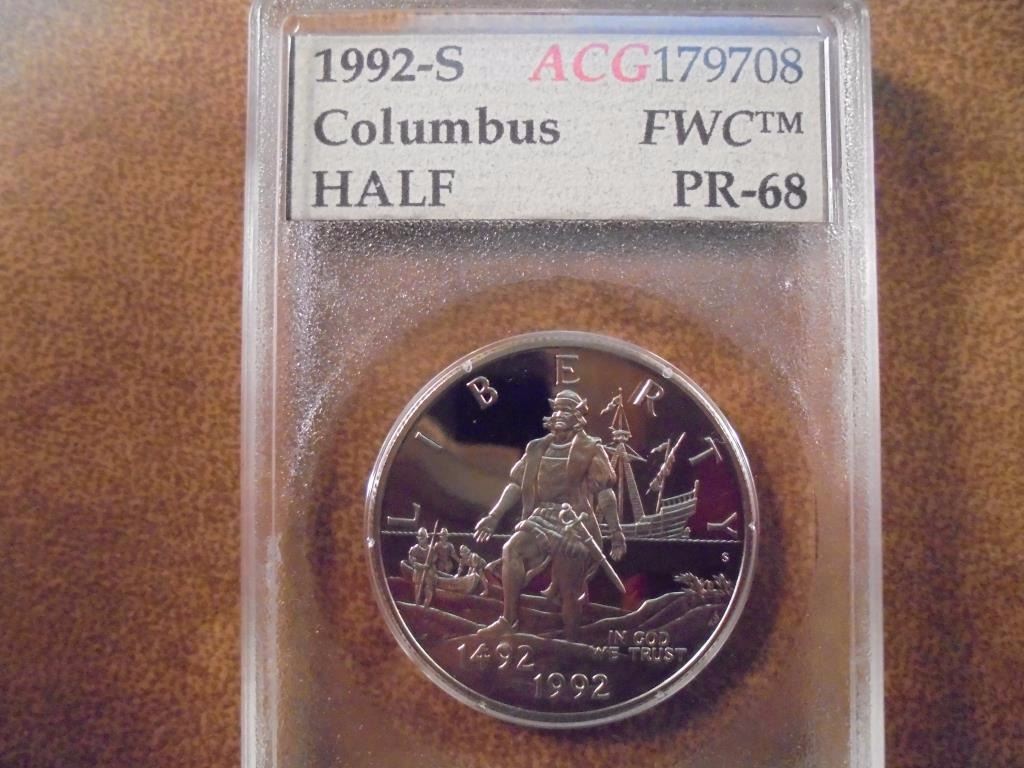 1992-S ACG179708
Columbus FWC™
HALF PR-68
LIBERTY
S
IN GOD
WE TRUST
1492
1992